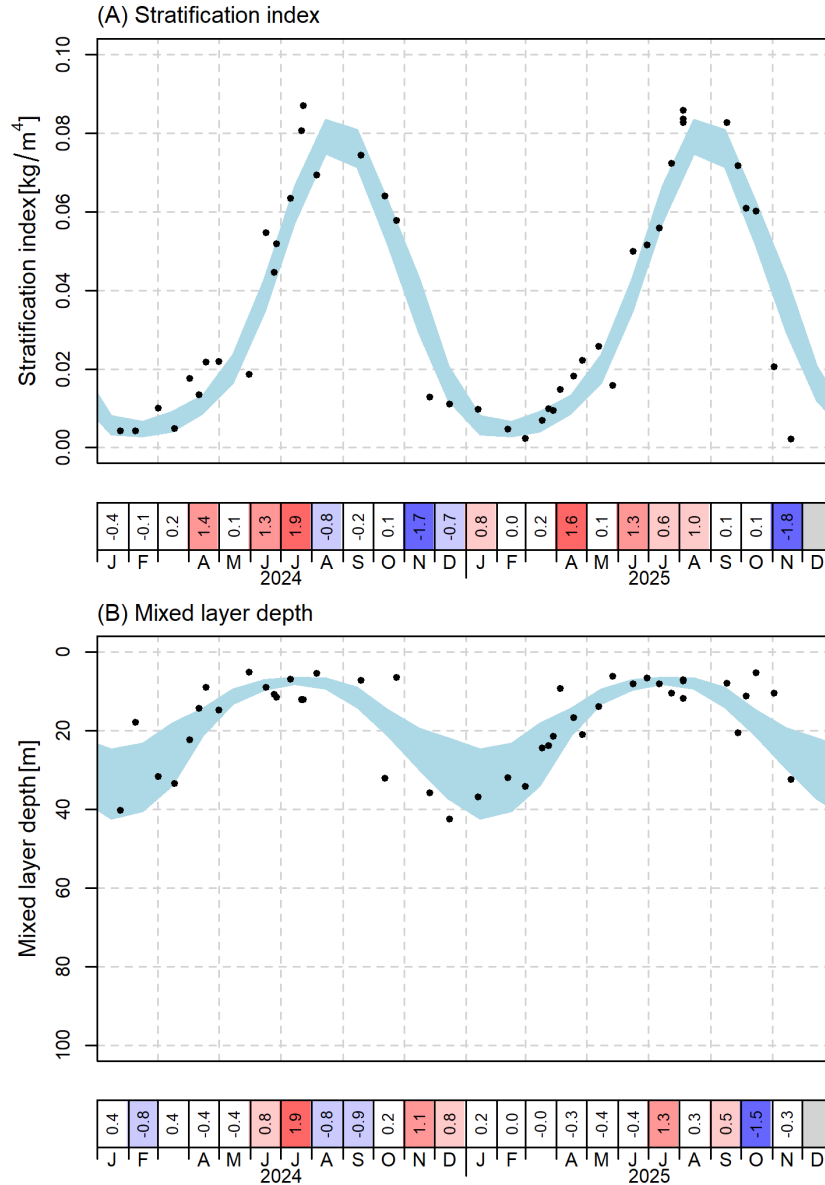 (A) Stratification index
Stratification index[kg/m⁴]
0.10
0.08
0.06
0.04
0.02
0.00
-0.4 -0.1 0.2 1.4 0.1 1.3 1.9 -0.8 -0.2 0.1 -1.7 -0.7 0.8 0.0 0.2 1.6 0.1 1.3 0.6 1.0 0.1 0.1 -1.8
J F A M J J A S O N D J F A M J J A S O N D
2024 2025
(B) Mixed layer depth
Mixed layer depth[m]
0
20
40
60
80
100
0.4 -0.8 0.4 -0.4 -0.4 0.8 1.9 -0.8 -0.9 0.2 1.1 0.8 0.2 0.0 -0.0 -0.3 -0.4 -0.4 1.3 0.3 0.5 -1.5 -0.3
J F A M J J A S O N D J F A M J J A S O N D
2024 2025